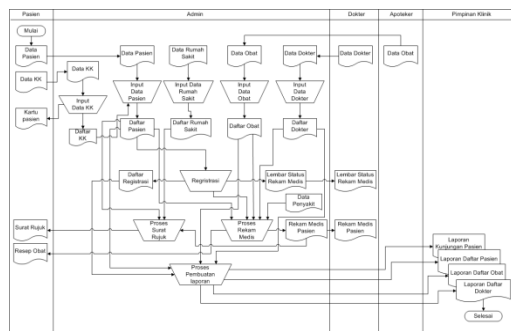 Pasien
Admin
Dokter
Apoteker
Pimpinan Klinik
Mulai
Data
Pasien
Data Pasien
Data Rumah
Sakit
Data Obat
Data Dokter
Data Dokter
Data Obat
Data KK
Data KK
Input
Data
Pasien
Input Data
Rumah
Sakit
Input
Data
Obat
Input
Data
Dokter
Kartu
pasien
Input
Data KK
Daftar
KK
Daftar
Pasien
Daftar Rumah
Sakit
Daftar Obat
Daftar
Dokter
Daftar
Registrasi
Regristrasi
Lembar Status
Rekam Medis
Lembar Status
Rekam Medis
Data
Penyakit
Surat Rujuk
Proses
Surat
Rujuk
Proses
Rekam
Medis
Rekam Medis
Pasien
Rekam Medis
Pasien
Resep Obat
Proses
Pembuatan
laporan
Laporan
Kunjungan Pasien
Laporan
Daftar Pasien
Laporan Daftar Obat
Laporan Daftar
Dokter
Selesai